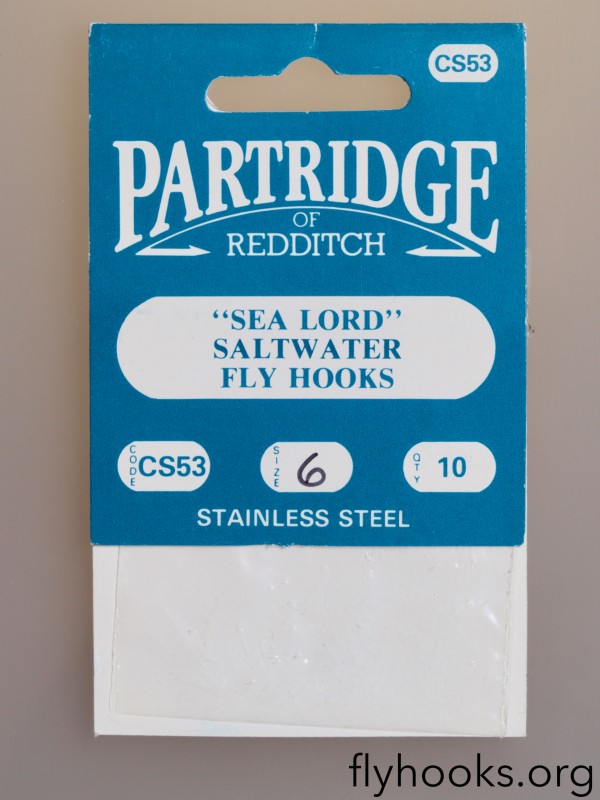 CS53
PARTRIDGE
OF
REDDITCH
“SEA LORD”
SALTWATER
FLY HOOKS
CODE CS53 SIZE 6 QTY 10
STAINLESS STEEL
flyhooks.org